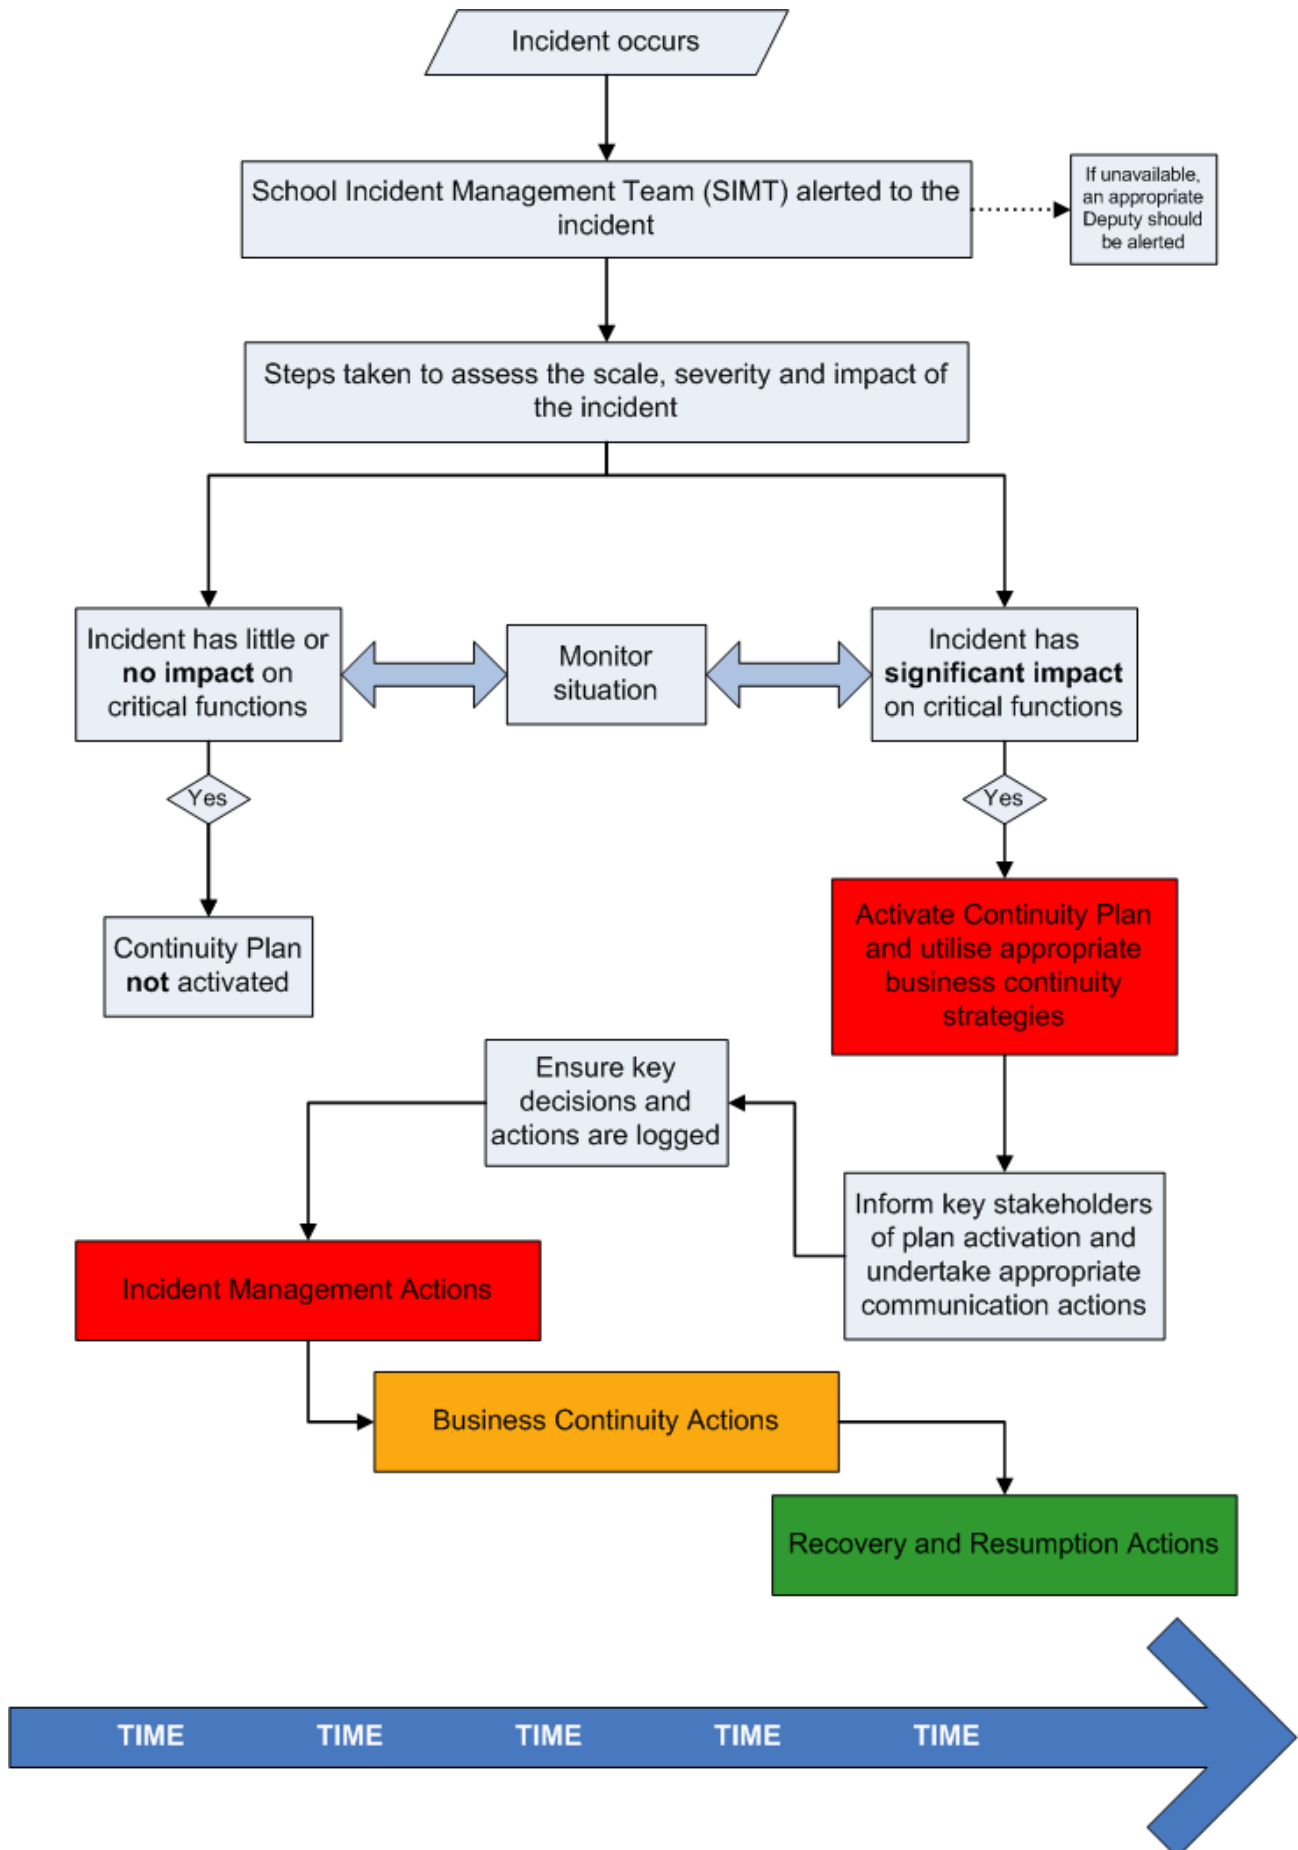 Incident occurs
School Incident Management Team (SIMT) alerted to the
incident
If unavailable,
an appropriate
Deputy should
be alerted
Steps taken to assess the scale, severity and impact of
the incident
Incident has little or
no impact on
critical functions
Monitor
situation
Incident has
significant impact
on critical functions
Yes
Yes
Continuity Plan
not activated
Activate Continuity Plan
and utilise appropriate
business continuity
strategies
Ensure key
decisions and
actions are logged
Inform key stakeholders
of plan activation and
undertake appropriate
communication actions
Incident Management Actions
Business Continuity Actions
Recovery and Resumption Actions
TIME TIME TIME TIME TIME